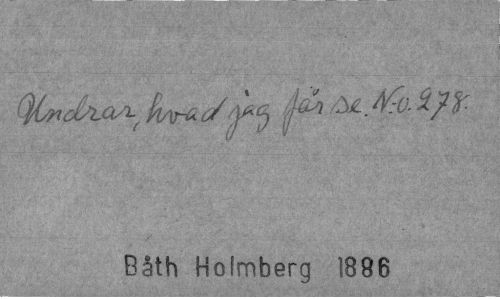 Undrar, hvad jag får se. N:o. 278.
Båth Holmberg 1886